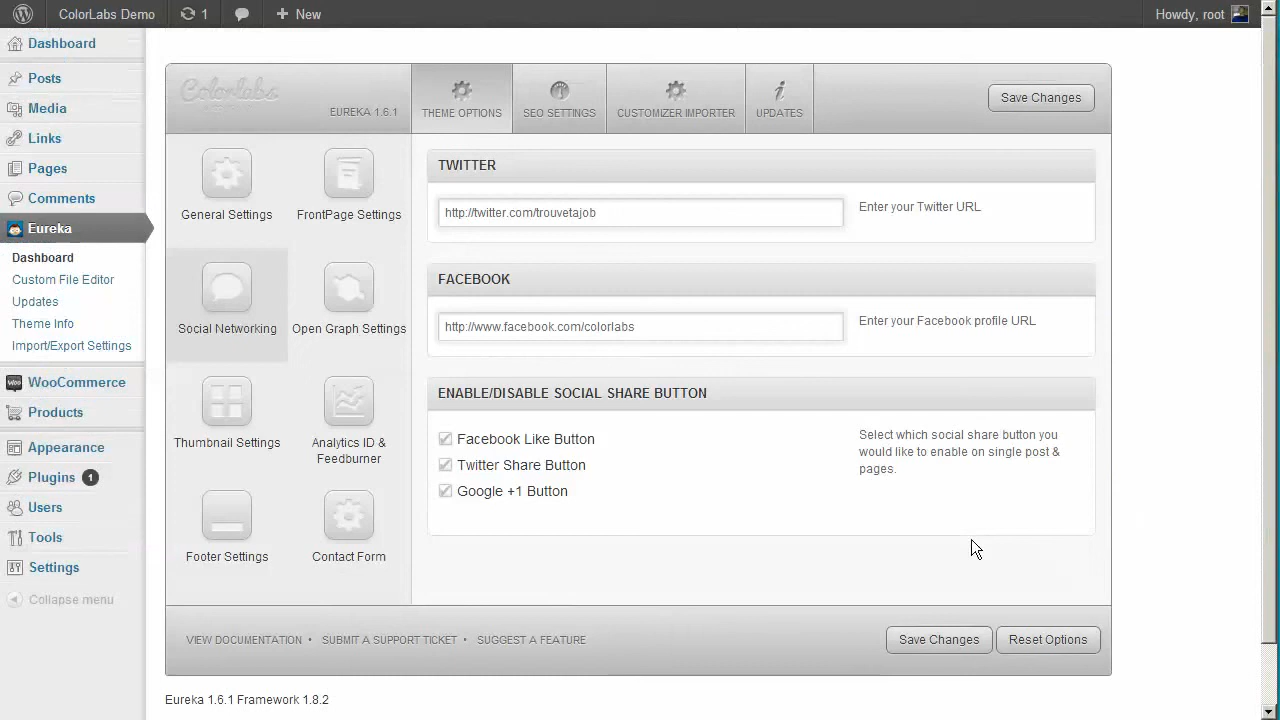 ColorLabs Demo
1
New
Howdy, root
Dashboard
Posts
Media
Links
Pages
Comments
Eureka
Dashboard
Custom File Editor
Updates
Theme Info
Import/Export Settings
WooCommerce
Products
Appearance
Plugins 1
Users
Tools
Settings
Collapse menu
Colorlabs
EUREKA 1.6.1
THEME OPTIONS
SEO SETTINGS
CUSTOMIZER IMPORTER
UPDATES
Save Changes
General Settings
FrontPage Settings
Social Networking
Open Graph Settings
Thumbnail Settings
Analytics ID &
Feedburner
Footer Settings
Contact Form
TWITTER
http://twitter.com/trouvetajob
Enter your Twitter URL
FACEBOOK
http://www.facebook.com/colorlabs
Enter your Facebook profile URL
ENABLE/DISABLE SOCIAL SHARE BUTTON
Facebook Like Button
Twitter Share Button
Google +1 Button
Select which social share button you
would like to enable on single post &
pages.
VIEW DOCUMENTATION • SUBMIT A SUPPORT TICKET • SUGGEST A FEATURE
Save Changes
Reset Options
Eureka 1.6.1 Framework 1.8.2